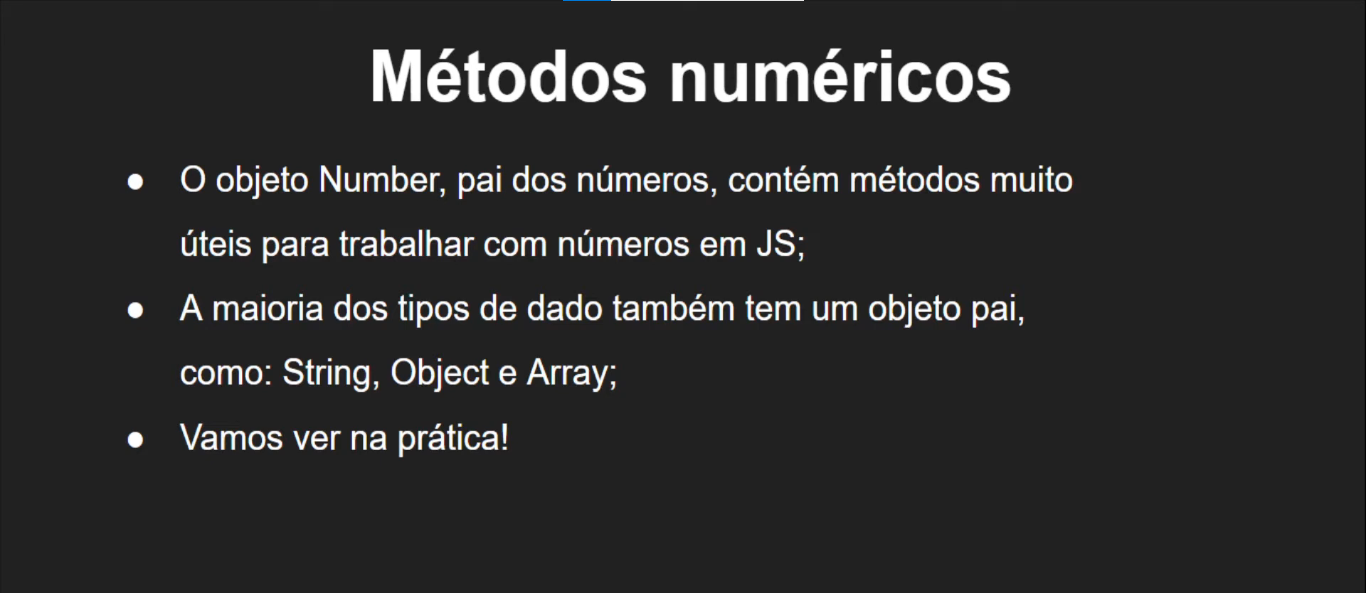 Métodos numéricos
● O objeto Number, pai dos números, contém métodos muito
úteis para trabalhar com números em JS;
● A maioria dos tipos de dado também tem um objeto pai,
como: String, Object e Array;
● Vamos ver na prática!